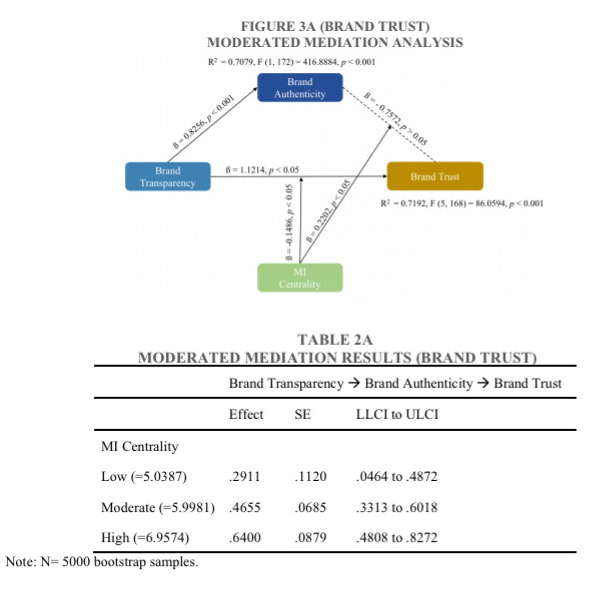 FIGURE 3A (BRAND TRUST)
MODERATED MEDIATION ANALYSIS
R² = 0.7079, F (1, 172) = 416.8884, p < 0.001
Brand
Authenticity
ß = 0.8256, p < 0.001
ß = - 0.7572, p > 0.05
Brand
Transparency
ß = 1.1214, p < 0.05
Brand Trust
R² = 0.7192, F (5, 168) = 86.0594, p < 0.001
ß = -0.1486, p < 0.05
ß = 0.2202, p < 0.05
MI
Centrality
TABLE 2A
MODERATED MEDIATION RESULTS (BRAND TRUST)
Brand Transparency → Brand Authenticity → Brand Trust
Effect SE LLCI to ULCI
MI Centrality
Low (=5.0387) .2911 .1120 .0464 to .4872
Moderate (=5.9981) .4655 .0685 .3313 to .6018
High (=6.9574) .6400 .0879 .4808 to .8272
Note: N= 5000 bootstrap samples.